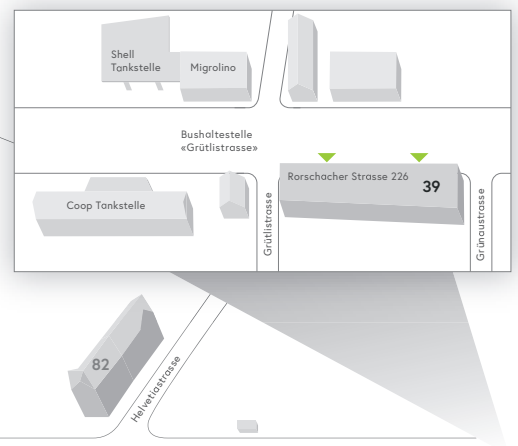 Shell
Tankstelle
Migrolino
Bushaltestelle
«Grütlistrasse»
Rorschacher Strasse 226
39
Coop Tankstelle
Grütlistrasse
Grünaustrasse
82
Helvetiastrasse